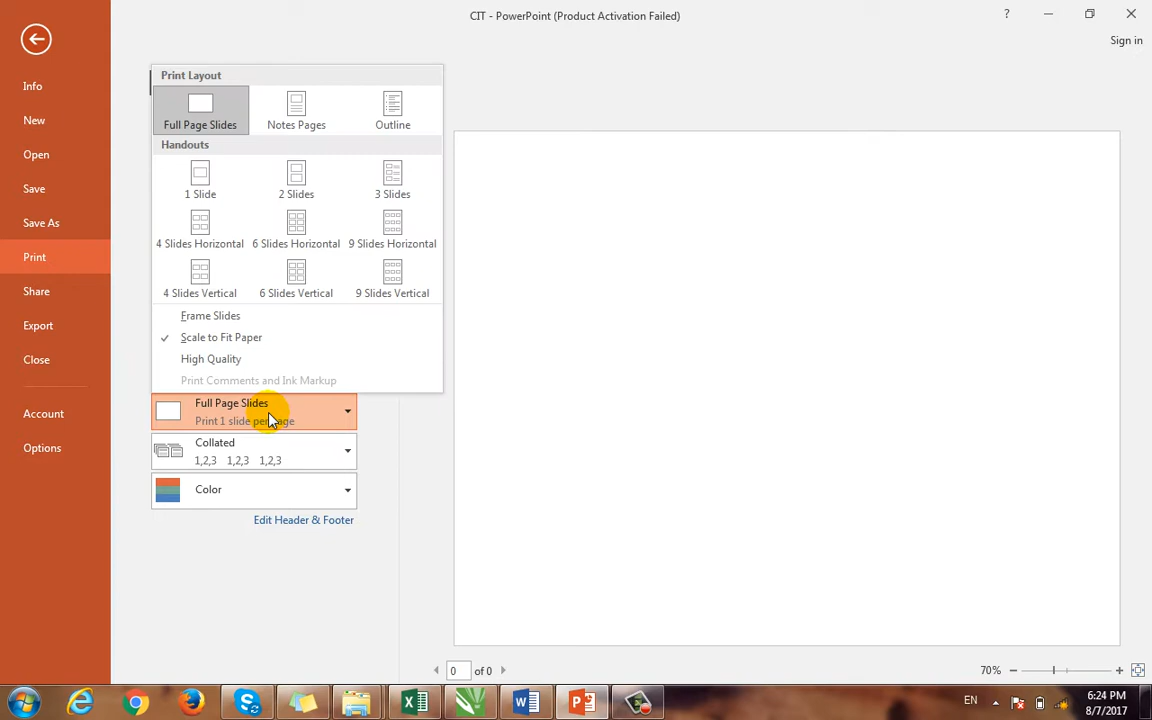 CIT - PowerPoint (Product Activation Failed)
?
Sign in
Info
New
Open
Save
Save As
Print
Share
Export
Close
Account
Options
Print Layout
Full Page Slides Notes Pages Outline
Handouts
1 Slide 2 Slides 3 Slides
4 Slides Horizontal 6 Slides Horizontal 9 Slides Horizontal
4 Slides Vertical 6 Slides Vertical 9 Slides Vertical
Frame Slides
Scale to Fit Paper
High Quality
Print Comments and Ink Markup
Full Page Slides
Print 1 slide per page
Collated
1,2,3 1,2,3 1,2,3
Color
Edit Header & Footer
0 of 0
70%
EN
6:24 PM
8/7/2017